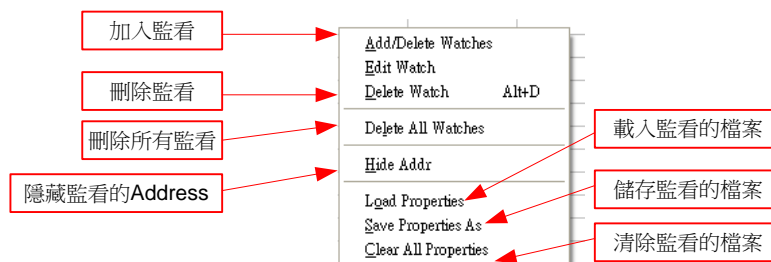 加入監看
刪除監看
刪除所有監看
隱藏監看的Address
Add/Delete Watches
Edit Watch
Delete Watch Alt+D
Delete All Watches
Hide Addr
Load Properties
Save Properties As
Clear All Properties
載入監看的檔案
儲存監看的檔案
清除監看的檔案